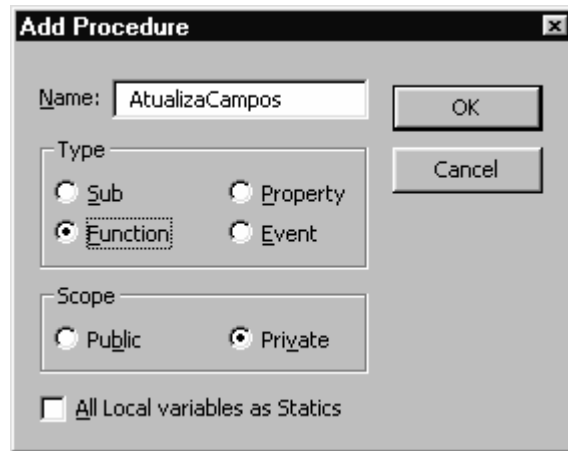 Add Procedure
Name: AtualizaCampos
OK
Cancel
Type
Sub
Property
Function
Event
Scope
Public
Private
All Local variables as Statics